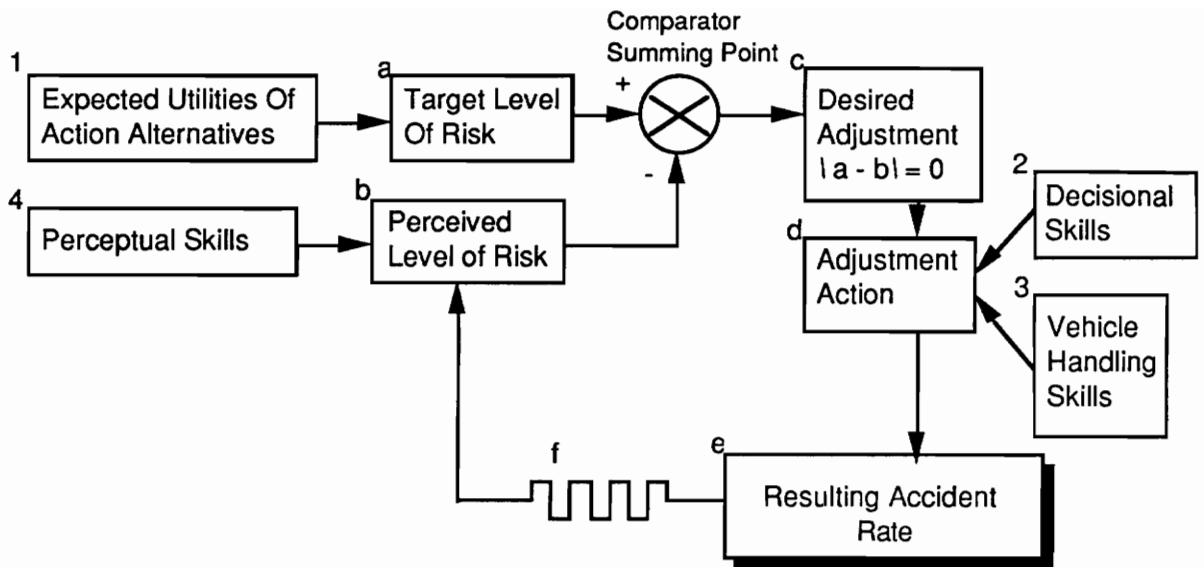 Comparator
Summing Point
1
Expected Utilities Of
Action Alternatives
a
Target Level
Of Risk
+
-
c
Desired
Adjustment
| a - b | = 0
4
Perceptual Skills
b
Perceived
Level of Risk
2
Decisional
Skills
d
Adjustment
Action
3
Vehicle
Handling
Skills
f
e
Resulting Accident
Rate